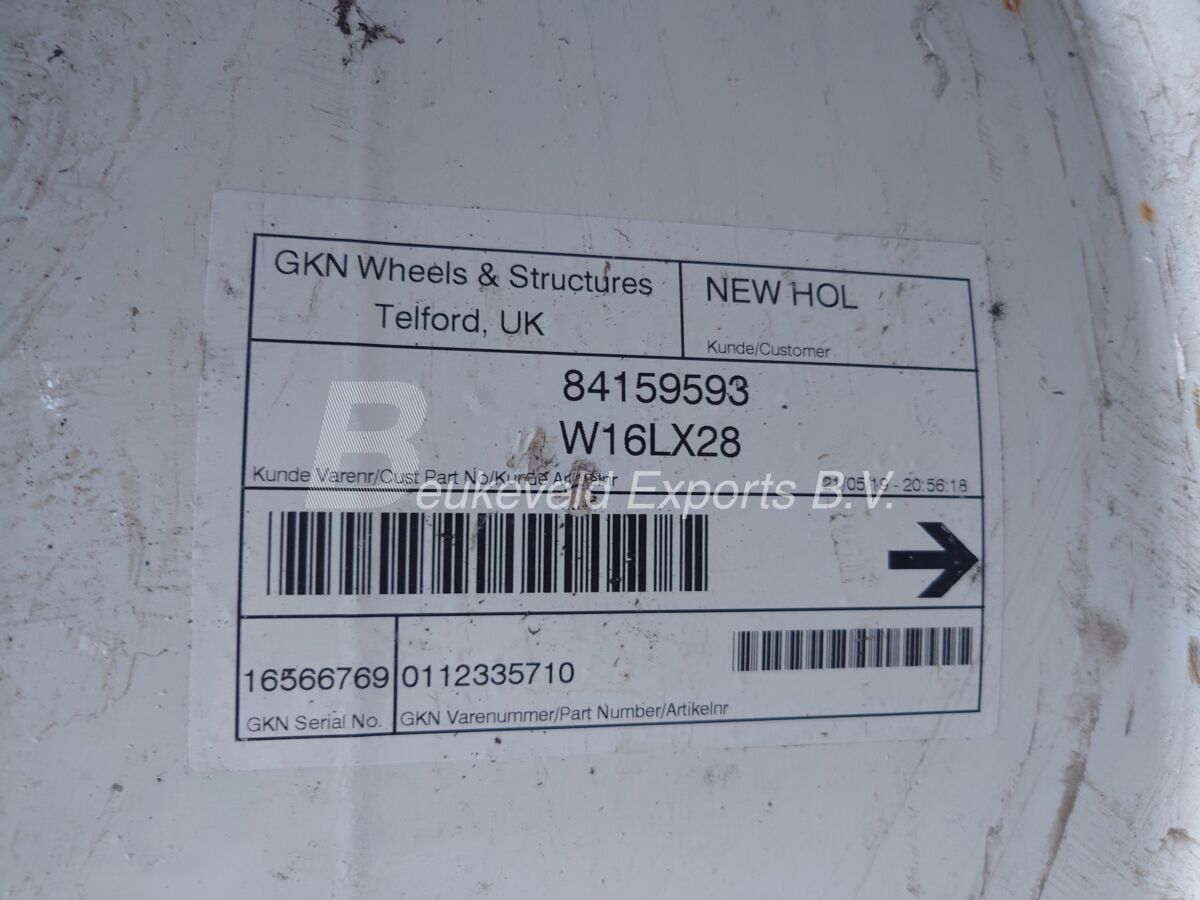 GKN Wheels & Structures
Telford, UK
NEW HOL
Kunde/Customer
84159593
W16LX28
Kunde Varenr/Cust Part No/Kunde Artikelnr
21/05/19 - 20:56:18
Beukeveld Exports B.V.
16566769
GKN Serial No.
0112335710
GKN Varenummer/Part Number/Artikelnr